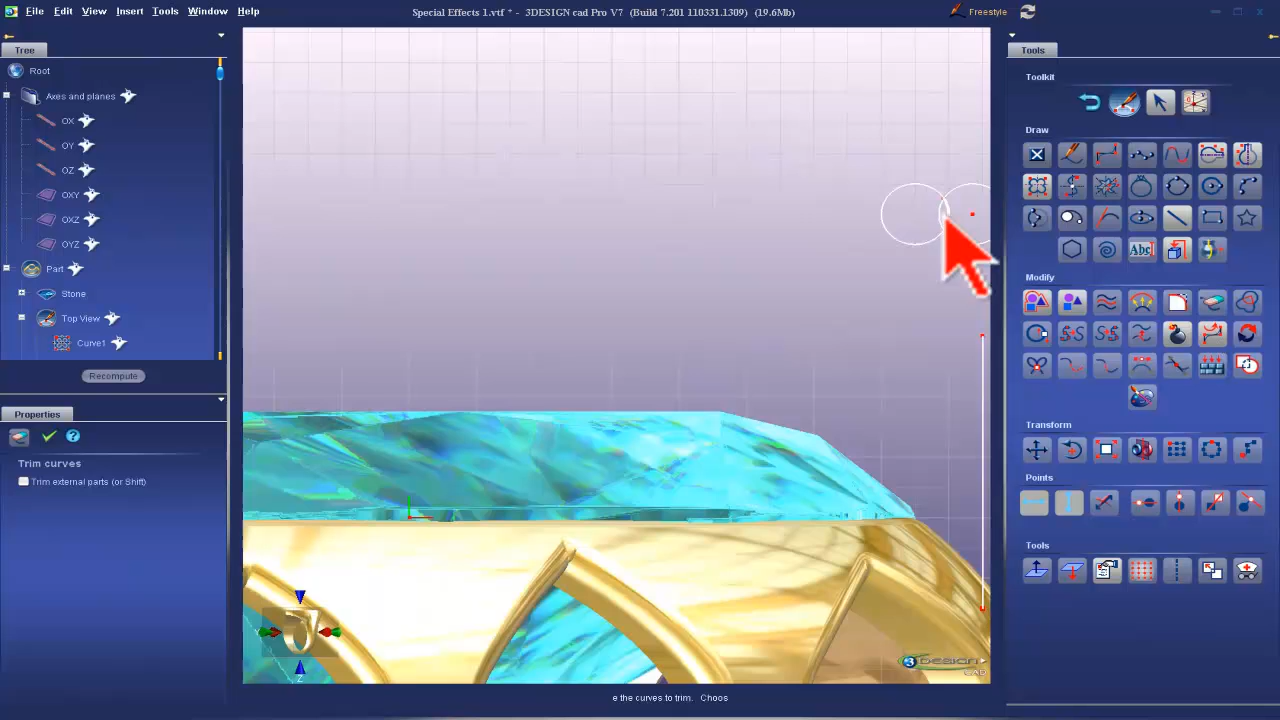 File Edit View Insert Tools Window Help
Special Effects 1.vtf * - 3DESIGN cad Pro V7 (Build 7.201 110331.1309) (19.6Mb)
Freestyle
Tree
Root
Axes and planes
OX
OY
OZ
OXY
OXZ
OYZ
Part
Stone
Top View
Curve1
Recompute
Properties
Trim curves
Trim external parts (or Shift)
3DESIGN
CAD
e the curves to trim. Choos
Tools
Toolkit
Draw
Abc
Modify
Transform
Points
Tools